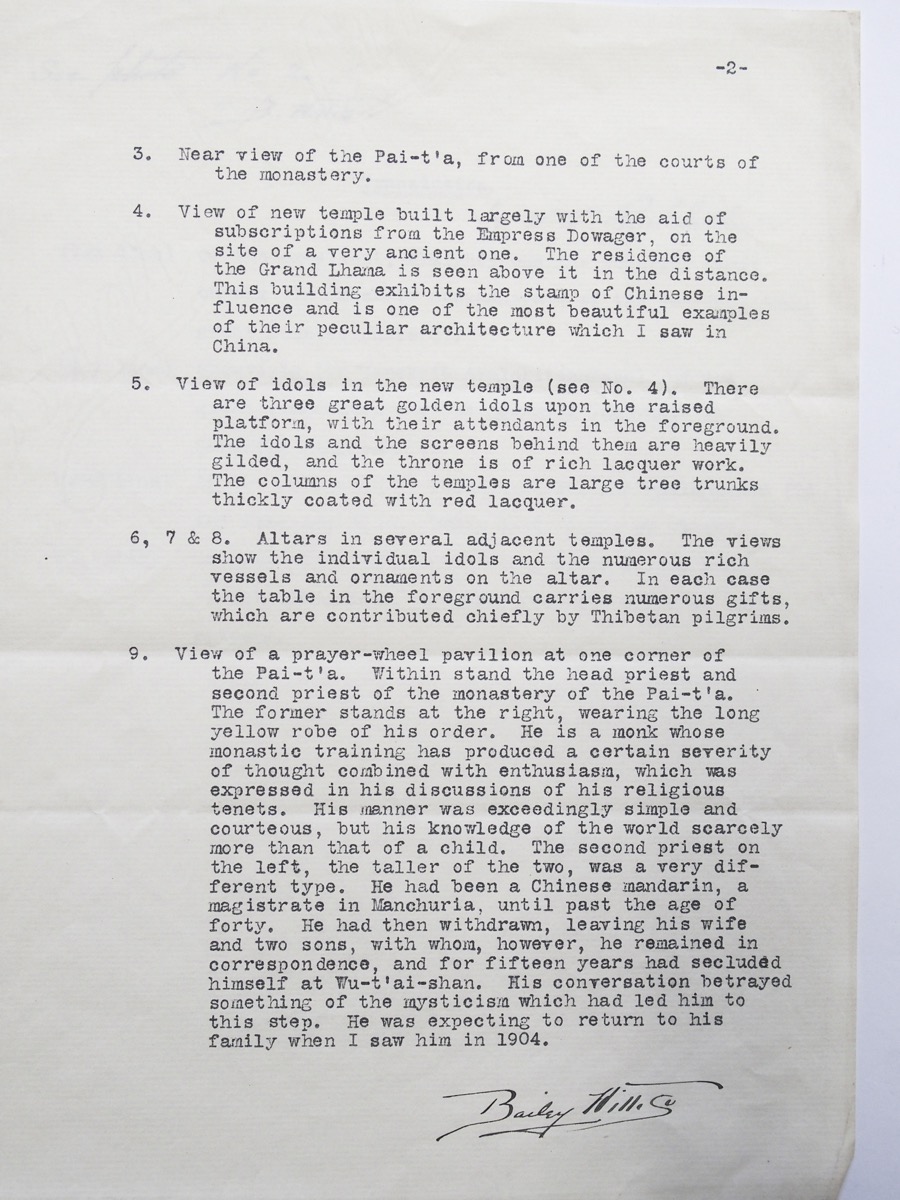 -2-
3. Near view of the Pai-t'a, from one of the courts of
the monastery.
4. View of new temple built largely with the aid of
subscriptions from the Empress Dowager, on the
site of a very ancient one. The residence of
the Grand Lhama is seen above it in the distance.
This building exhibits the stamp of Chinese in-
fluence and is one of the most beautiful examples
of their peculiar architecture which I saw in
China.
5. View of idols in the new temple (see No. 4). There
are three great golden idols upon the raised
platform, with their attendants in the foreground.
The idols and the screens behind them are heavily
gilded, and the throne is of rich lacquer work.
The columns of the temples are large tree trunks
thickly coated with red lacquer.
6, 7 & 8. Altars in several adjacent temples. The views
show the individual idols and the numerous rich
vessels and ornaments on the altar. In each case
the table in the foreground carries numerous gifts,
which are contributed chiefly by Thibetan pilgrims.
9. View of a prayer-wheel pavilion at one corner of
the Pai-t'a. Within stand the head priest and
second priest of the monastery of the Pai-t'a.
The former stands at the right, wearing the long
yellow robe of his order. He is a monk whose
monastic training has produced a certain severity
of thought combined with enthusiasm, which was
expressed in his discussions of his religious
tenets. His manner was exceedingly simple and
courteous, but his knowledge of the world scarcely
more than that of a child. The second priest on
the left, the taller of the two, was a very dif-
ferent type. He had been a Chinese mandarin, a
magistrate in Manchuria, until past the age of
forty. He had then withdrawn, leaving his wife
and two sons, with whom, however, he remained in
correspondence, and for fifteen years had secluded
himself at Wu-t'ai-shan. His conversation betrayed
something of the mysticism which had led him to
this step. He was expecting to return to his
family when I saw him in 1904.
Bailey Willis